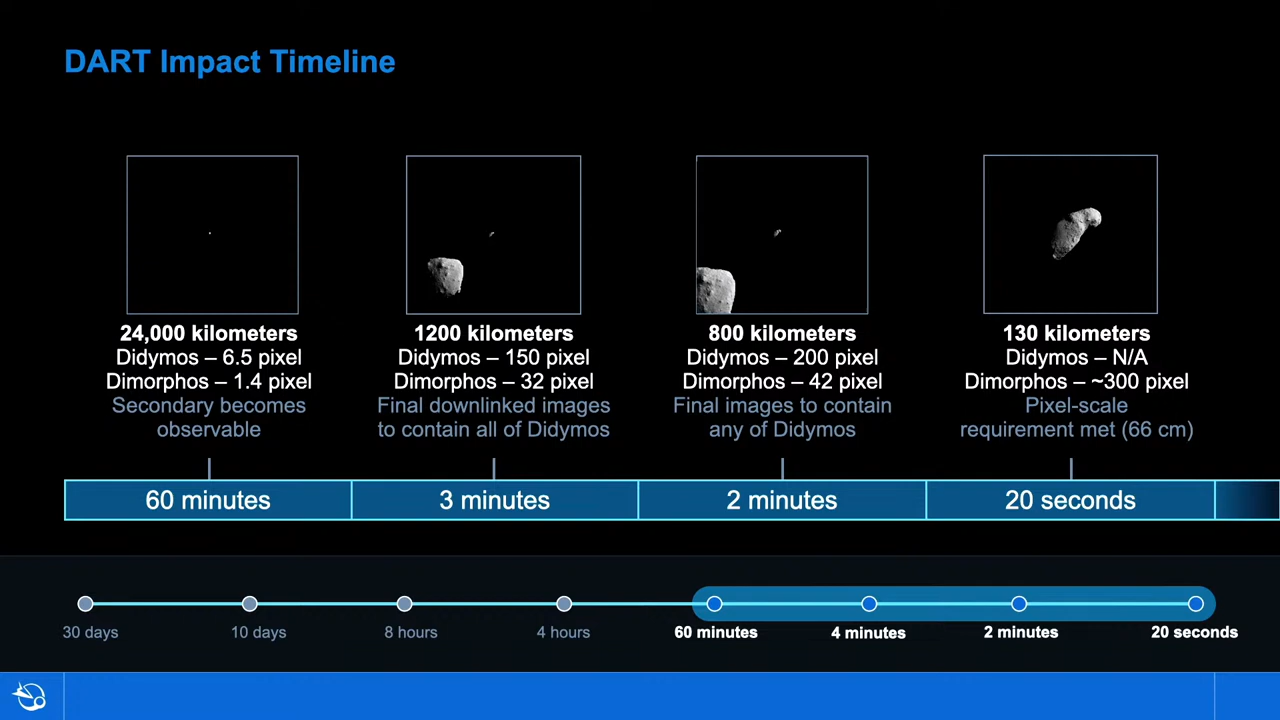 DART Impact Timeline
24,000 kilometers
Didymos – 6.5 pixel
Dimorphos – 1.4 pixel
Secondary becomes
observable
1200 kilometers
Didymos – 150 pixel
Dimorphos – 32 pixel
Final downlinked images
to contain all of Didymos
800 kilometers
Didymos – 200 pixel
Dimorphos – 42 pixel
Final images to contain
any of Didymos
130 kilometers
Didymos – N/A
Dimorphos – ~300 pixel
Pixel-scale
requirement met (66 cm)
60 minutes
3 minutes
2 minutes
20 seconds
30 days
10 days
8 hours
4 hours
60 minutes
4 minutes
2 minutes
20 seconds